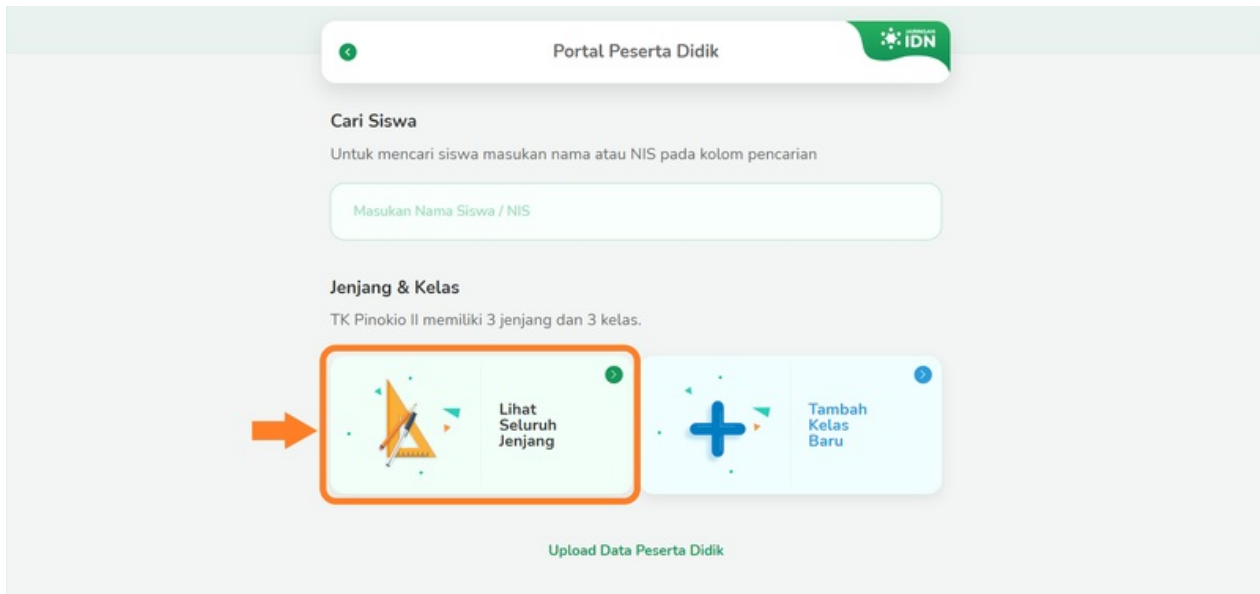 Portal Peserta Didik
IDN
Cari Siswa
Untuk mencari siswa masukan nama atau NIS pada kolom pencarian
Masukan Nama Siswa / NIS
Jenjang & Kelas
TK Pinokio II memiliki 3 jenjang dan 3 kelas.
Lihat
Seluruh
Jenjang
Tambah
Kelas
Baru
Upload Data Peserta Didik